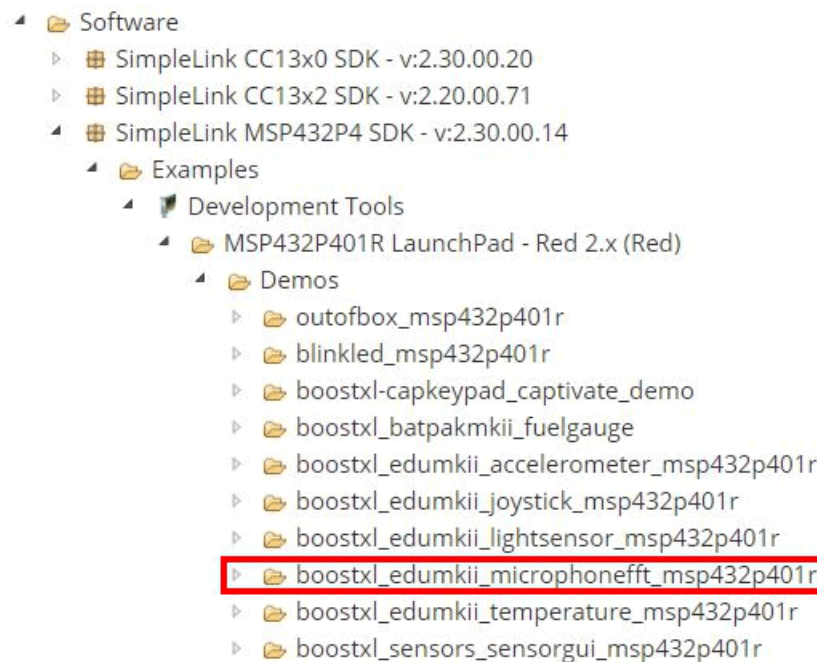 Software
SimpleLink CC13x0 SDK - v:2.30.00.20
SimpleLink CC13x2 SDK - v:2.20.00.71
SimpleLink MSP432P4 SDK - v:2.30.00.14
Examples
Development Tools
MSP432P401R LaunchPad - Red 2.x (Red)
Demos
outofbox_msp432p401r
blinkled_msp432p401r
boostxl-capkeypad_captivate_demo
boostxl_batpakmkii_fuelgauge
boostxl_edumkii_accelerometer_msp432p401r
boostxl_edumkii_joystick_msp432p401r
boostxl_edumkii_lightsensor_msp432p401r
boostxl_edumkii_microphonefft_msp432p401r
boostxl_edumkii_temperature_msp432p401r
boostxl_sensors_sensorgui_msp432p401r